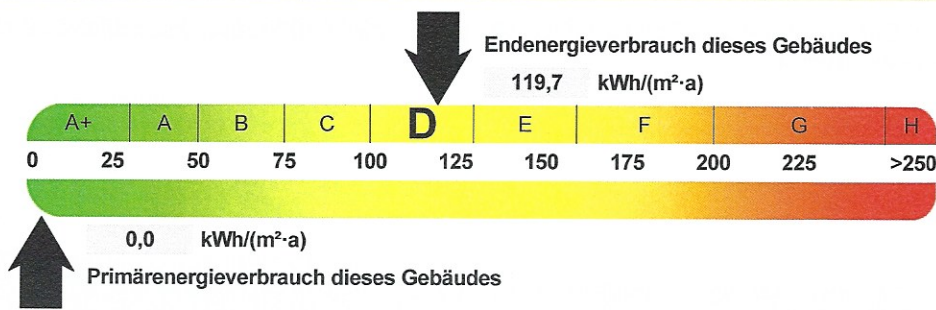 Endenergieverbrauch dieses Gebäudes
119,7 kWh/(m²·a)
A+ A B C D E F G H
0 25 50 75 100 125 150 175 200 225 >250
0,0 kWh/(m²·a)
Primärenergieverbrauch dieses Gebäudes